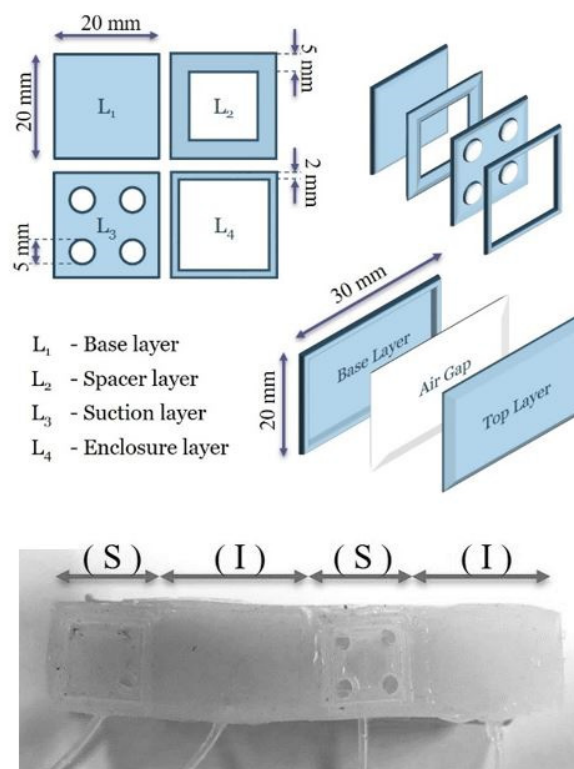 20 mm
20 mm
5 mm
L₁
L₂
2 mm
L₃
L₄
5 mm
L₁ - Base layer
L₂ - Spacer layer
L₃ - Suction layer
L₄ - Enclosure layer
30 mm
20 mm
Base Layer
Air Gap
Top Layer
( S ) ( I ) ( S ) ( I )